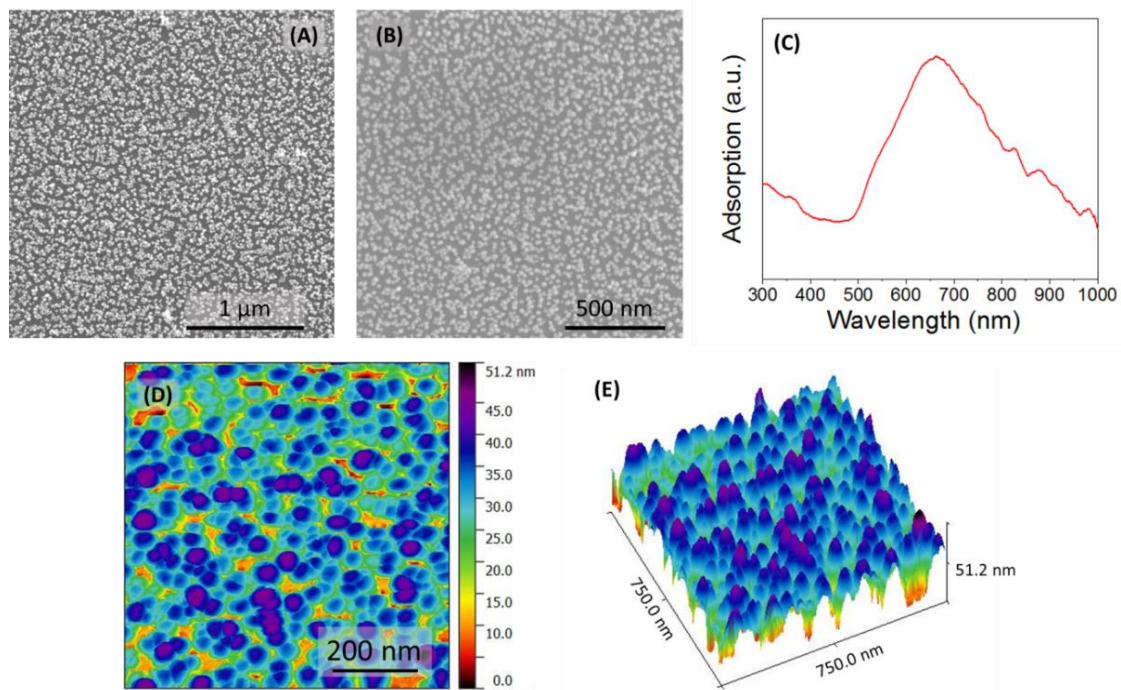 (A)
1 µm
(B)
500 nm
(C)
Adsorption (a.u.)
300 400 500 600 700 800 900 1000
Wavelength (nm)
(D)
200 nm
51.2 nm
45.0
40.0
35.0
30.0
25.0
20.0
15.0
10.0
5.0
0.0
(E)
51.2 nm
750.0 nm
750.0 nm